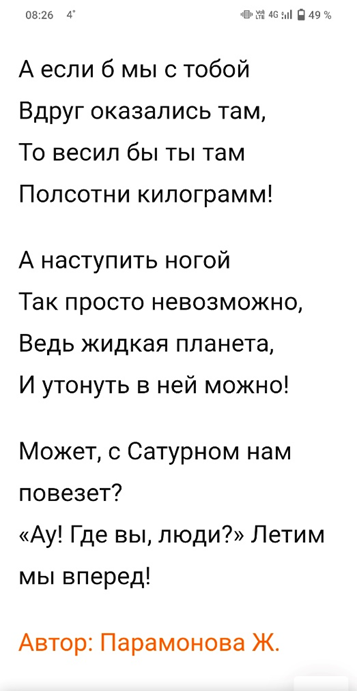 08:26 4° 4G 49 %
А если б мы с тобой
Вдруг оказались там,
То весил бы ты там
Полсотни килограмм!
А наступить ногой
Так просто невозможно,
Ведь жидкая планета,
И утонуть в ней можно!
Может, с Сатурном нам
повезет?
«Ау! Где вы, люди?» Летим
мы вперед!
Автор: Парамонова Ж.